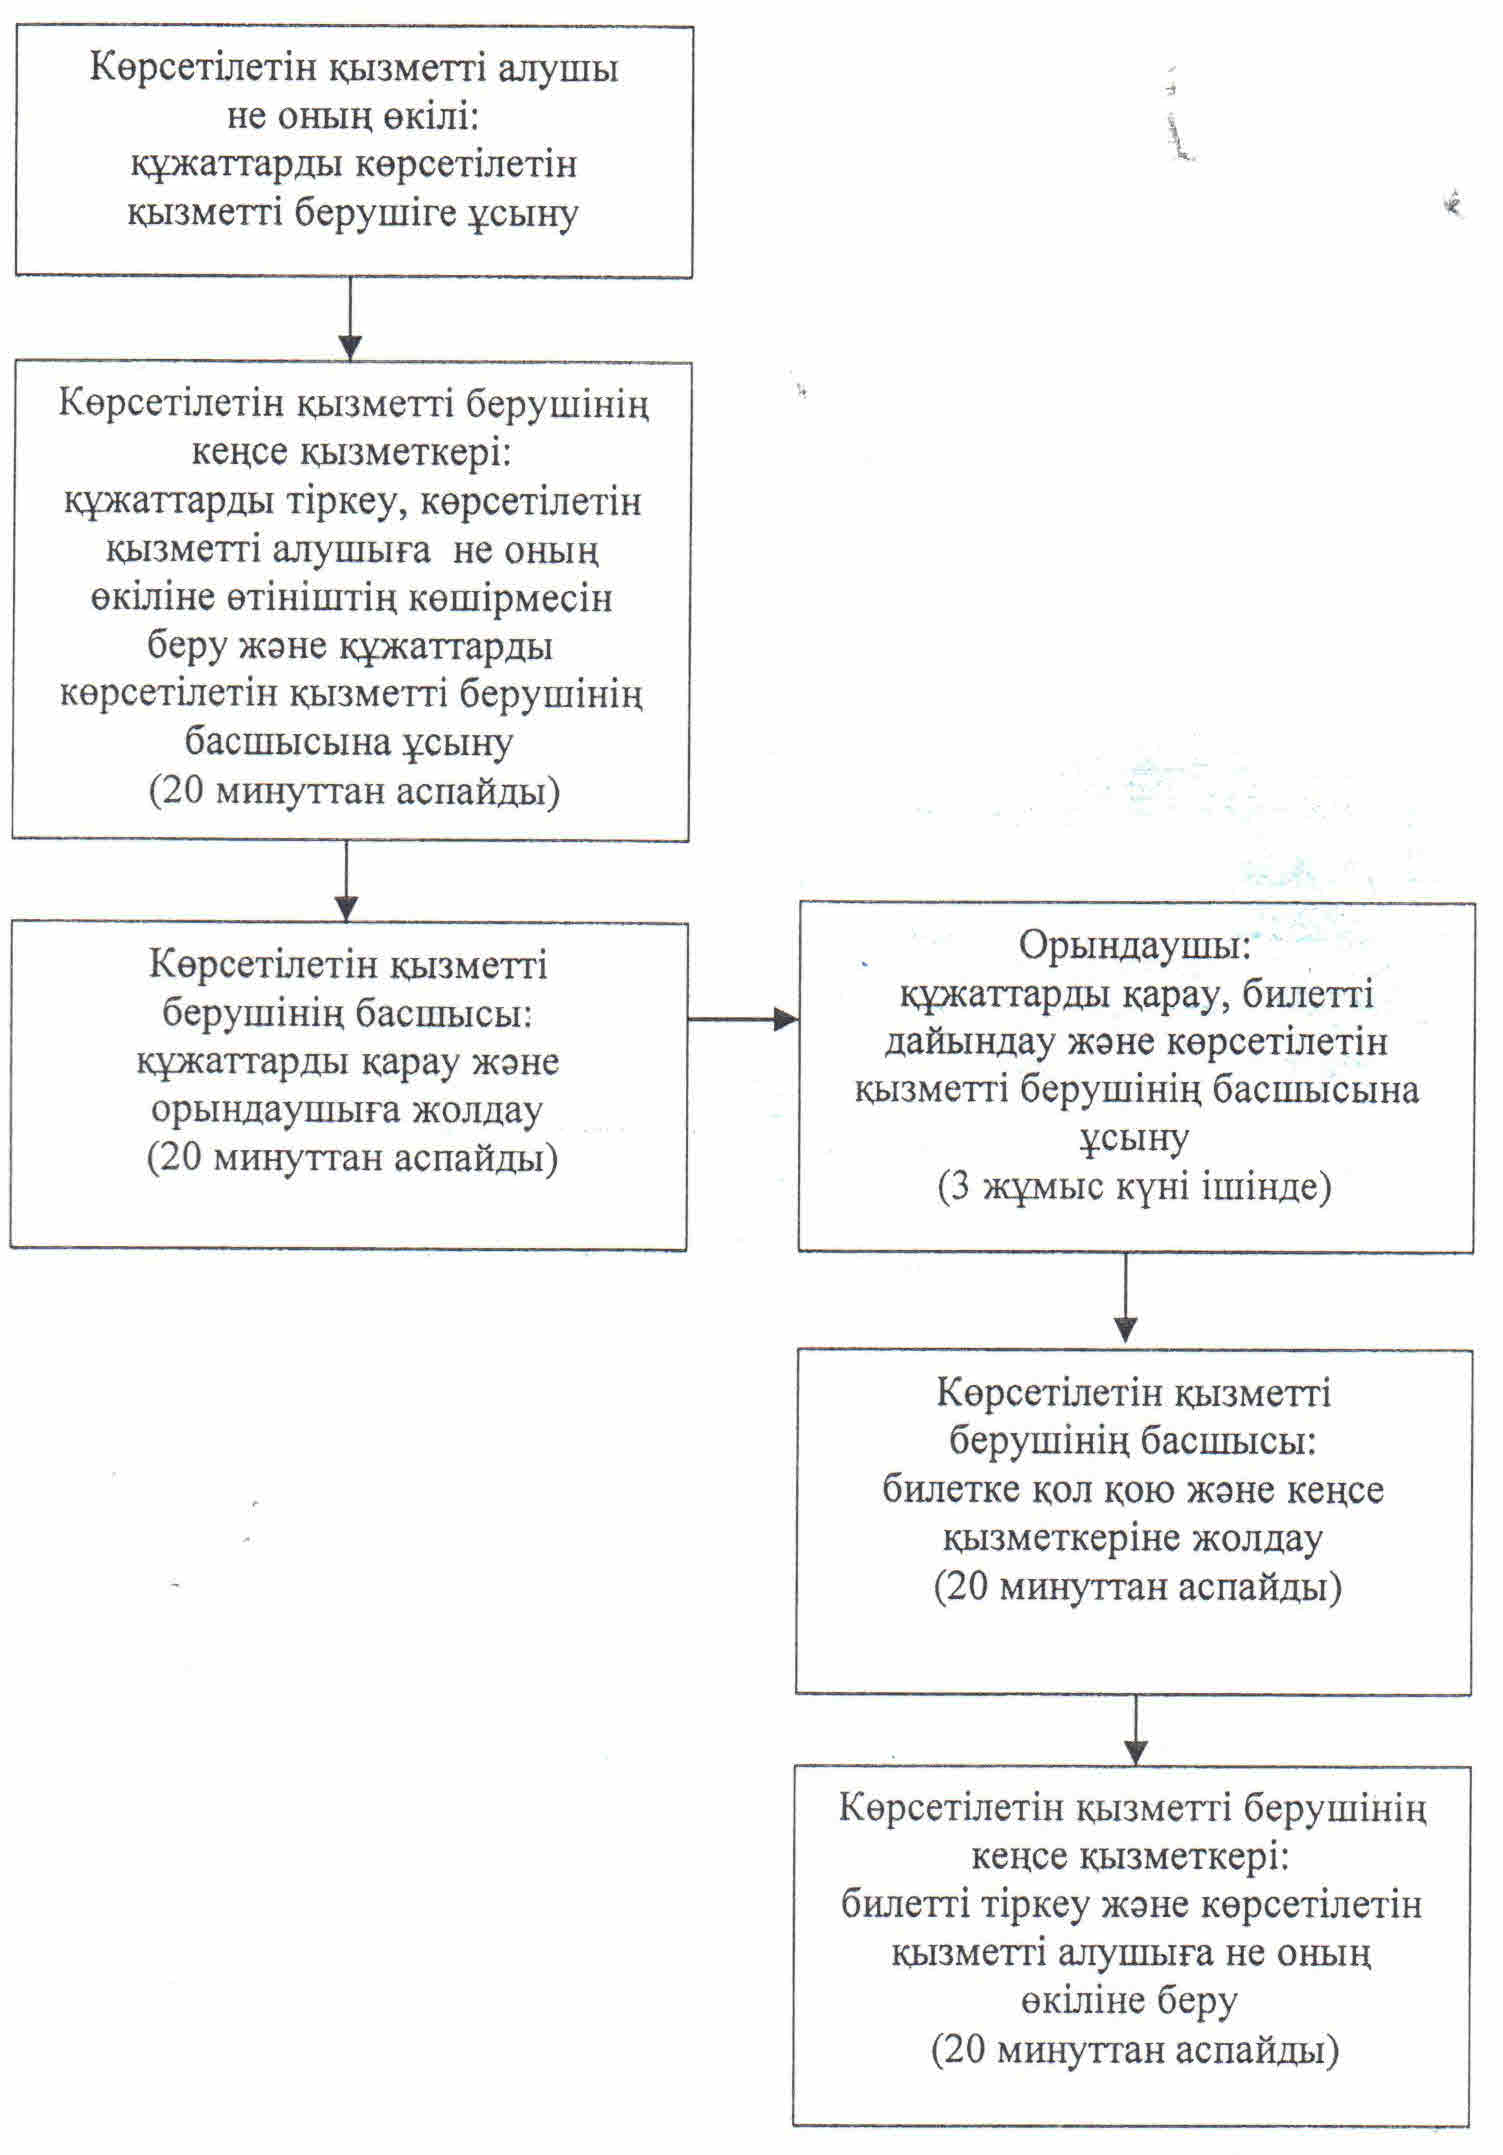 Көрсетілетін қызметті алушы
не оның өкілі:
құжаттарды көрсетілетін
қызметті берушіге ұсыну
Көрсетілетін қызметті берушінің
кеңсе қызметкері:
құжаттарды тіркеу, көрсетілетін
қызметті алушыға не оның
өкіліне өтініштің көшірмесін
беру және құжаттарды
көрсетілетін қызметті берушінің
басшысына ұсыну
(20 минуттан аспайды)
Көрсетілетін қызметті
берушінің басшысы:
құжаттарды қарау және
орындаушыға жолдау
(20 минуттан аспайды)
Орындаушы:
құжаттарды қарау, билетті
дайындау және көрсетілетін
қызметті берушінің басшысына
ұсыну
(3 жұмыс күні ішінде)
Көрсетілетін қызметті
берушінің басшысы:
билетке қол қою және кеңсе
қызметкеріне жолдау
(20 минуттан аспайды)
Көрсетілетін қызметті берушінің
кеңсе қызметкері:
билетті тіркеу және көрсетілетін
қызметті алушыға не оның
өкіліне беру
(20 минуттан аспайды)